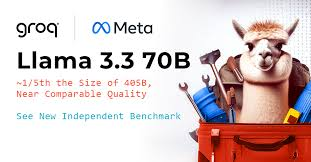 groq
Meta
Llama 3.3 70B
~1/5th the Size of 405B,
Near Comparable Quality
See New Independent Benchmark